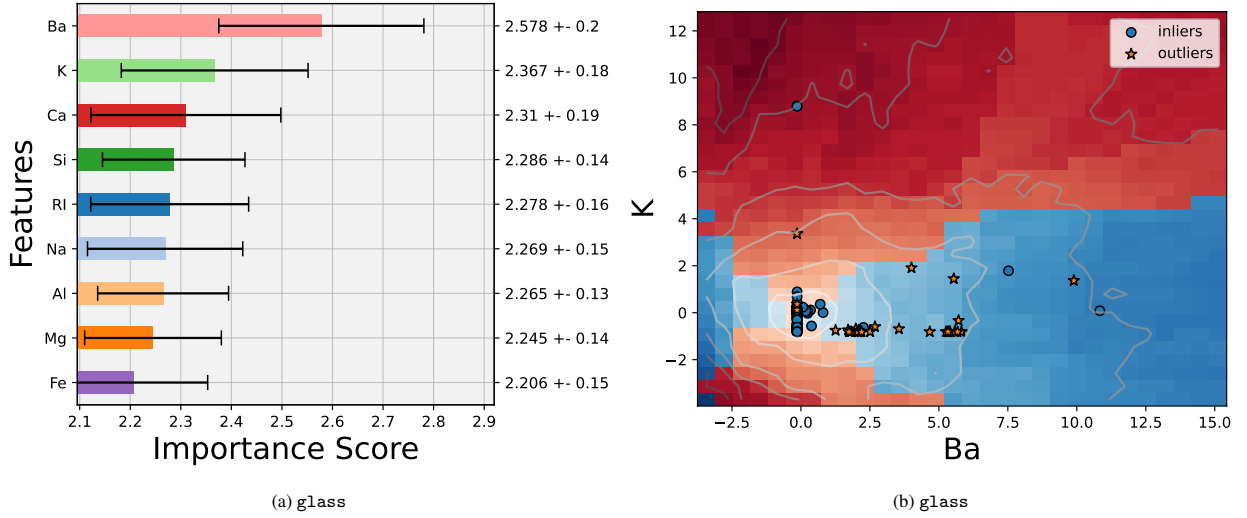 Features
Ba 2.578 +- 0.2
K 2.367 +- 0.18
Ca 2.31 +- 0.19
Si 2.286 +- 0.14
RI 2.278 +- 0.16
Na 2.269 +- 0.15
Al 2.265 +- 0.13
Mg 2.245 +- 0.14
Fe 2.206 +- 0.15
2.1 2.2 2.3 2.4 2.5 2.6 2.7 2.8 2.9
Importance Score
(a) glass
inliers
outliers
K
12
10
8
6
4
2
0
−2
−2.5 0.0 2.5 5.0 7.5 10.0 12.5 15.0
Ba
(b) glass